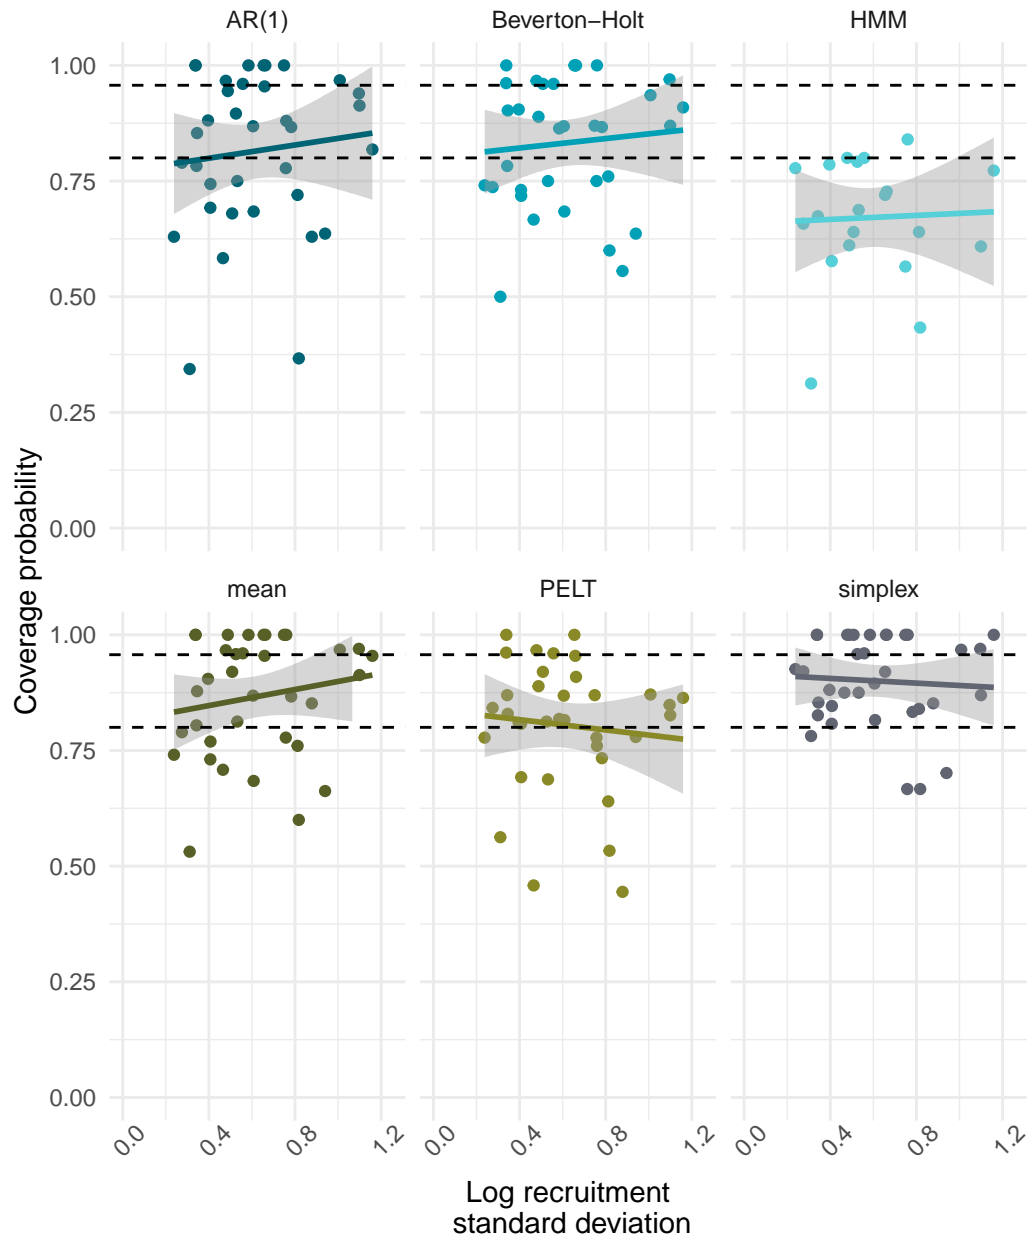 AR(1)
Beverton−Holt
HMM
1.00
0.75
0.50
0.25
0.00
mean
PELT
simplex
1.00
0.75
0.50
0.25
0.00
0.0
0.4
0.8
1.2
0.0
0.4
0.8
1.2
0.0
0.4
0.8
1.2
Coverage probability
Log recruitment
standard deviation